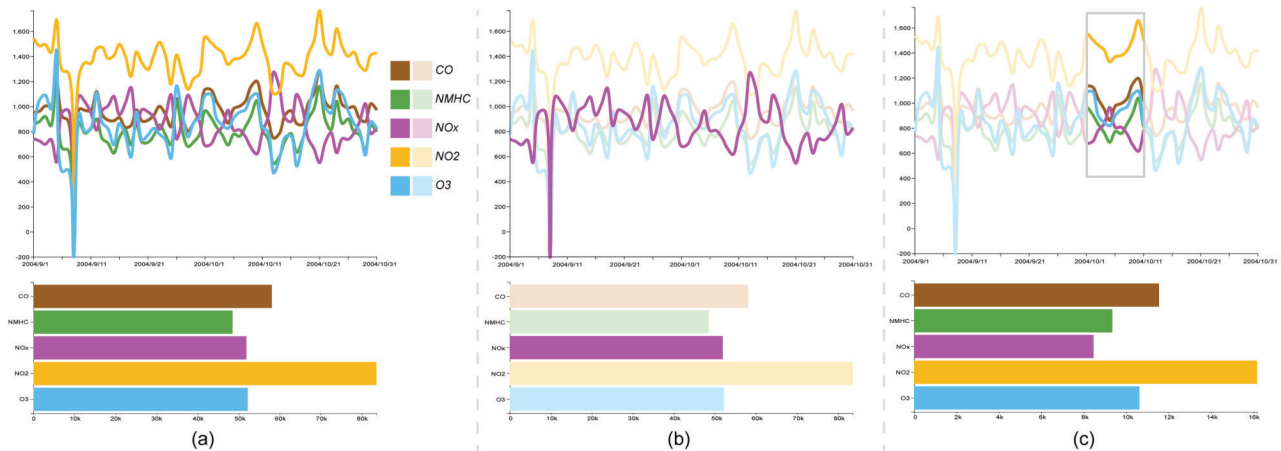 1,600
1,400
1,200
1,000
800
600
400
200
0
-200
2004/9/1 2004/9/11 2004/9/21 2004/10/1 2004/10/11 2004/10/21 2004/10/31
CO
NMHC
NOx
NO2
O3
CO
NMHC
NOx
NO2
O3
0 10k 20k 30k 40k 50k 60k 70k 80k
(a)
1,600
1,400
1,200
1,000
800
600
400
200
0
-200
2004/9/1 2004/9/11 2004/9/21 2004/10/1 2004/10/11 2004/10/21 2004/10/31
CO
NMHC
NOx
NO2
O3
0 10k 20k 30k 40k 50k 60k 70k 80k
(b)
1,600
1,400
1,200
1,000
800
600
400
200
0
-200
2004/9/1 2004/9/11 2004/9/21 2004/10/1 2004/10/11 2004/10/21 2004/10/31
CO
NMHC
NOx
NO2
O3
0 2k 4k 6k 8k 10k 12k 14k 16k
(c)